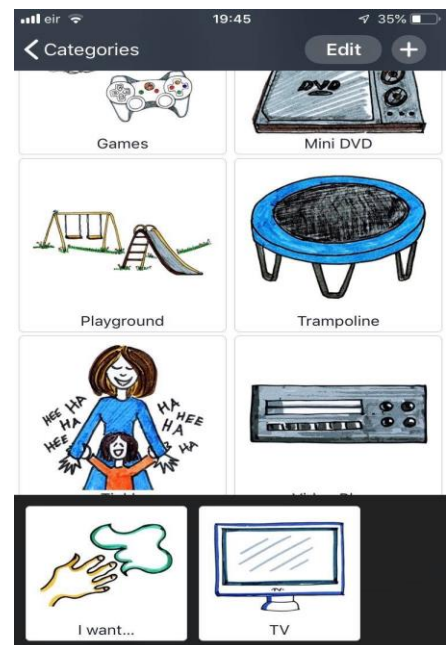 eir 19:45 35%
Categories Edit +
DVD
Games Mini DVD
Playground Trampoline
HEE HA HA HEE
HA HA HEE
HEE HA HA
I want... TV